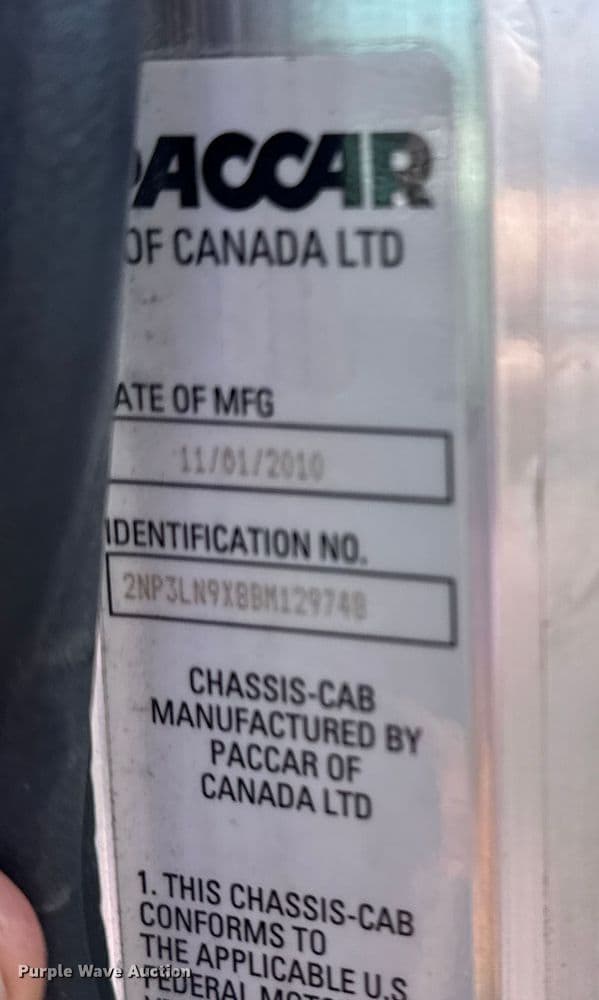 PACCAR
OF CANADA LTD
ATE OF MFG
11/01/2010
IDENTIFICATION NO.
2NP3LN9X8BM129748
CHASSIS-CAB
MANUFACTURED BY
PACCAR OF
CANADA LTD
1. THIS CHASSIS-CAB
CONFORMS TO
THE APPLICABLE U.S
FEDERAL
Purple Wave Auction